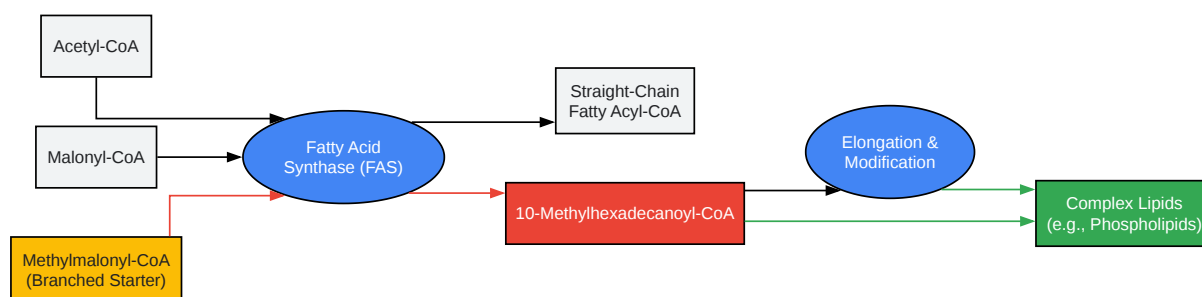 Acetyl-CoA
Straight-Chain
Fatty Acyl-CoA
Malonyl-CoA
Fatty Acid
Synthase (FAS)
Elongation &
Modification
10-Methylhexadecanoyl-CoA
Complex Lipids
(e.g., Phospholipids)
Methylmalonyl-CoA
(Branched Starter)